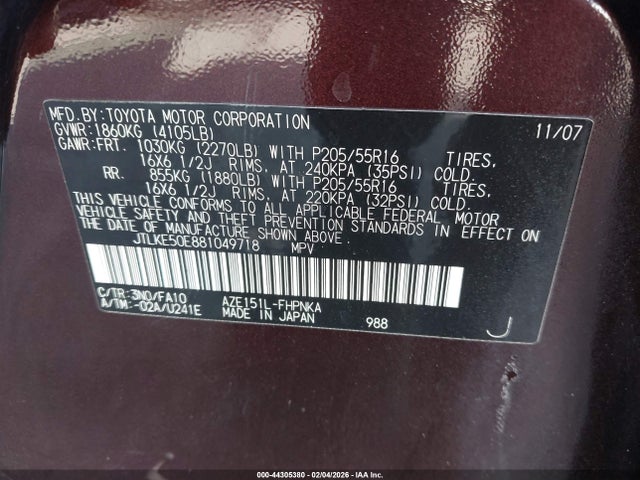 MFD.BY:TOYOTA MOTOR CORPORATION 11/07
GVWR:1860KG (4105LB)
GAWR:FRT. 1030KG (2270LB) WITH P205/55R16 TIRES,
16X6 1/2J RIMS, AT 240KPA (35PSI) COLD.
RR. 855KG (1880LB) WITH P205/55R16 TIRES,
16X6 1/2J RIMS, AT 220KPA (32PSI) COLD.
THIS VEHICLE CONFORMS TO ALL APPLICABLE FEDERAL MOTOR
VEHICLE SAFETY AND THEFT PREVENTION STANDARDS IN EFFECT ON
THE DATE OF MANUFACTURE SHOWN ABOVE.
JTLKE50E881049718 MPV
C/TR:3N0/FA10 AZE151L-FHPNKA
A/TM:-02A/U241E MADE IN JAPAN 988 J
000-44305380 - 02/04/2026 - IAA Inc.